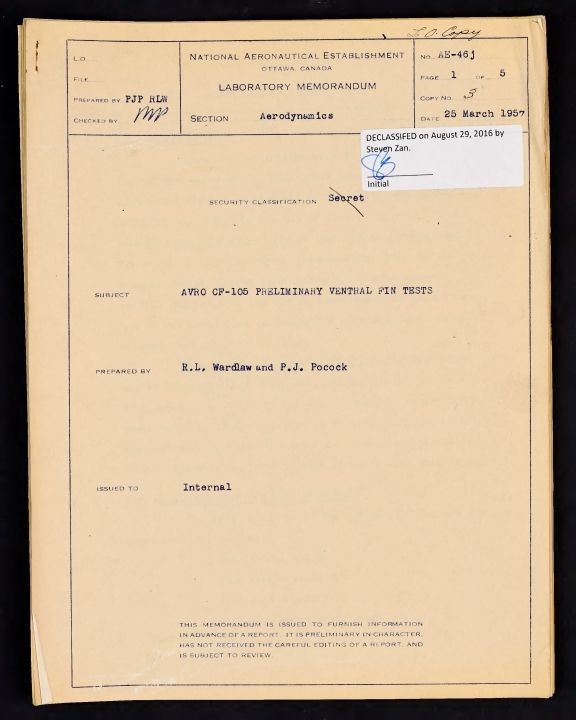 L.O. Copy
L.O.
FILE
PREPARED BY PJP RLW
CHECKED BY
NATIONAL AERONAUTICAL ESTABLISHMENT
OTTAWA, CANADA
LABORATORY MEMORANDUM
SECTION Aerodynamics
NO. AE-46j
PAGE 1 OF 5
COPY NO. 3
DATE 25 March 1957
DECLASSIFED on August 29, 2016 by
Steven Zan.
Initial
SECURITY CLASSIFICATION Secret
SUBJECT AVRO CF-105 PRELIMINARY VENTRAL FIN TESTS
PREPARED BY R.L. Wardlaw and P.J. Pocock
ISSUED TO Internal
THIS MEMORANDUM IS ISSUED TO FURNISH INFORMATION
IN ADVANCE OF A REPORT. IT IS PRELIMINARY IN CHARACTER,
HAS NOT RECEIVED THE CAREFUL EDITING OF A REPORT, AND
IS SUBJECT TO REVIEW.